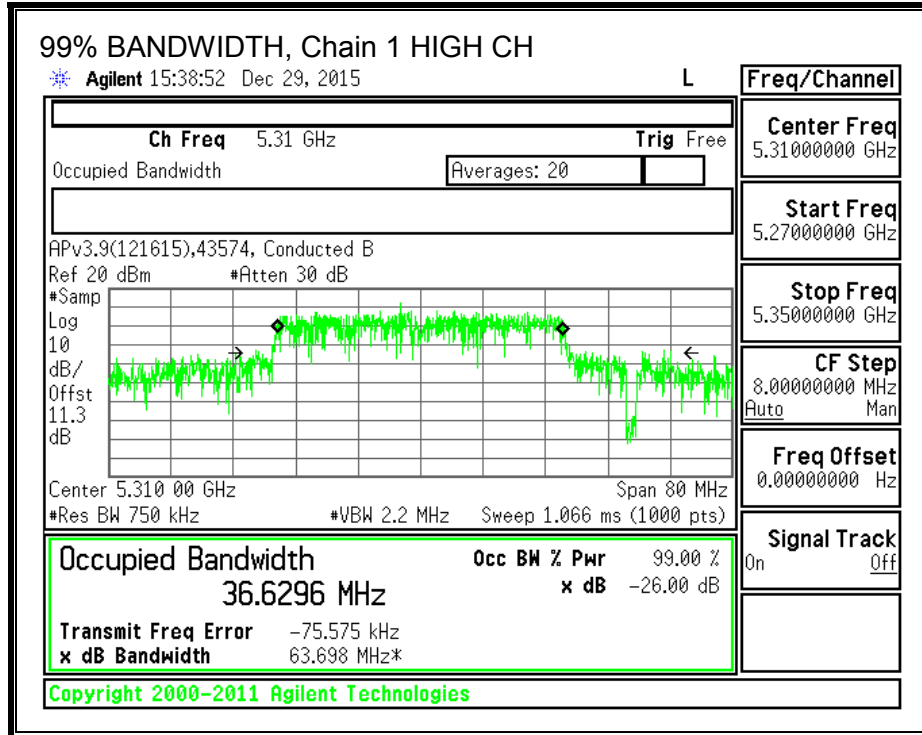 99% BANDWIDTH, Chain 1 HIGH CH
Agilent 15:38:52 Dec 29, 2015 L
Freq/Channel
Ch Freq 5.31 GHz Trig Free
Occupied Bandwidth Averages: 20
Center Freq
5.31000000 GHz
Start Freq
5.27000000 GHz
Stop Freq
5.35000000 GHz
CF Step
8.00000000 MHz
Auto Man
Freq Offset
0.00000000 Hz
Signal Track
On Off
APv3.9(121615),43574, Conducted B
Ref 20 dBm #Atten 30 dB
#Samp
Log
10
dB/
Offst
11.3
dB
Center 5.310 00 GHz Span 80 MHz
#Res BW 750 kHz #VBW 2.2 MHz Sweep 1.066 ms (1000 pts)
Occupied Bandwidth Occ BW % Pwr 99.00 %
36.6296 MHz x dB -26.00 dB
Transmit Freq Error -75.575 kHz
x dB Bandwidth 63.698 MHz*
Copyright 2000-2011 Agilent Technologies